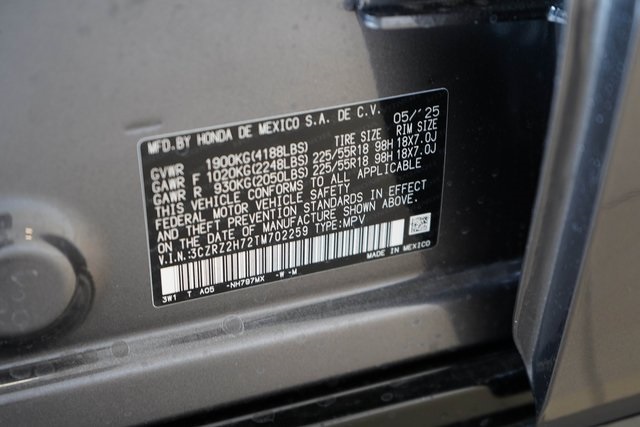 MFD.BY HONDA DE MEXICO S.A. DE C.V. 05/'25
TIRE SIZE RIM SIZE
GVWR 1900KG(4188LBS)
GAWR F 1020KG(2248LBS) 225/55R18 98H 18X7.0J
GAWR R 930KG(2050LBS) 225/55R18 98H 18X7.0J
THIS VEHICLE CONFORMS TO ALL APPLICABLE
FEDERAL MOTOR VEHICLE SAFETY
AND THEFT PREVENTION STANDARDS IN EFFECT
ON THE DATE OF MANUFACTURE SHOWN ABOVE.
V.I.N.:3CZRZ2H72TM702259 TYPE:MPV
3W1 T A05 -NH797MX -W -M MADE IN MEXICO